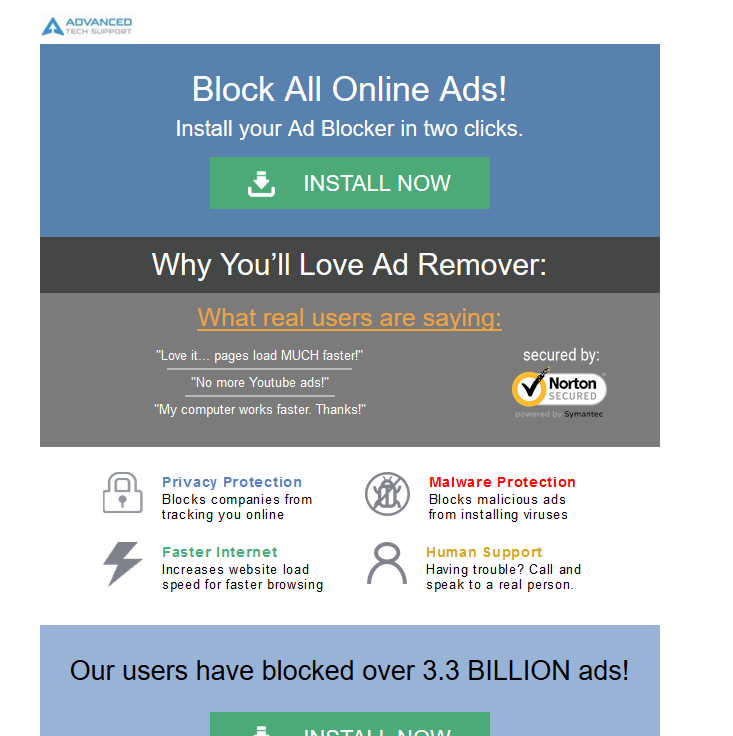 ADVANCED
TECH SUPPORT
Block All Online Ads!
Install your Ad Blocker in two clicks.
INSTALL NOW
Why You’ll Love Ad Remover:
What real users are saying:
"Love it... pages load MUCH faster!"
"No more Youtube ads!"
"My computer works faster. Thanks!"
secured by:
Norton
SECURED
powered by Symantec
Privacy Protection
Blocks companies from
tracking you online
Malware Protection
Blocks malicious ads
from installing viruses
Faster Internet
Increases website load
speed for faster browsing
Human Support
Having trouble? Call and
speak to a real person.
Our users have blocked over 3.3 BILLION ads!
INSTALL NOW